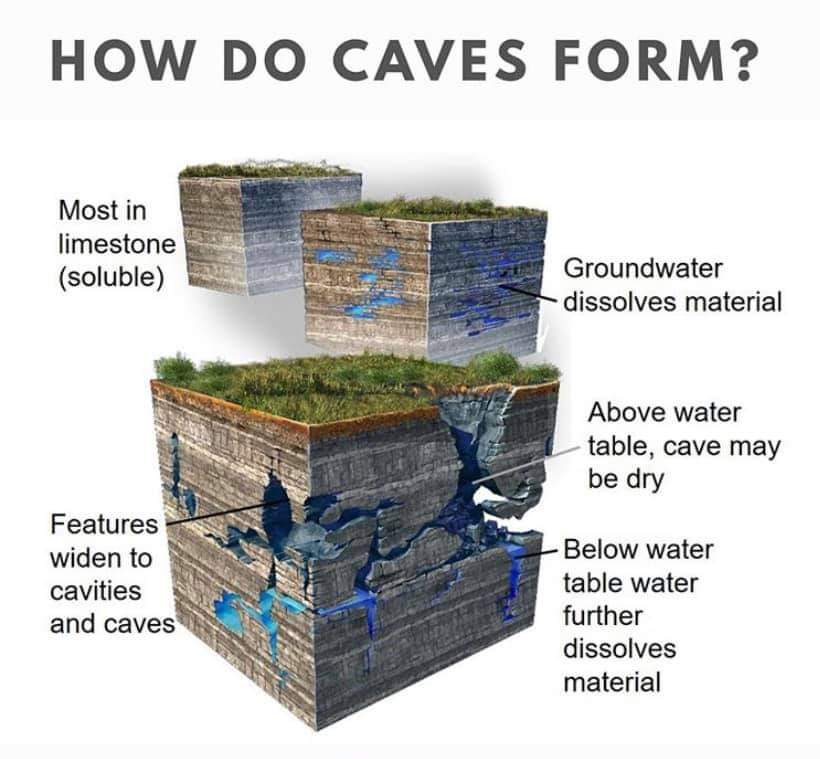 HOW DO CAVES FORM?
Most in
limestone
(soluble)
Groundwater
dissolves material
Above water
table, cave may
be dry
Features
widen to
cavities
and caves
Below water
table water
further
dissolves
material